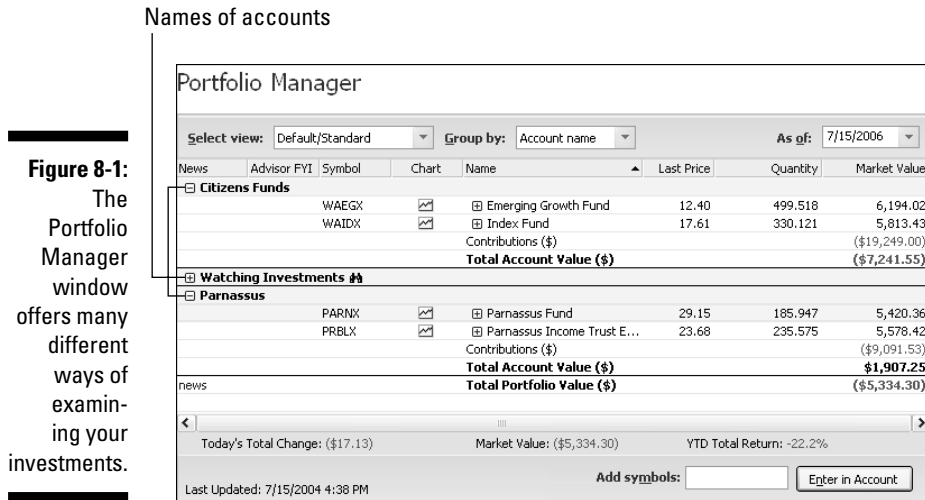 Names of accounts
Figure 8-1:
The
Portfolio
Manager
window
offers many
different
ways of
examin-
ing your
investments.
Portfolio Manager
Select view: Default/Standard Group by: Account name As of: 7/15/2006
News Advisor FYI Symbol Chart Name Last Price Quantity Market Value
Citizens Funds
WAEGX Emerging Growth Fund 12.40 499.518 6,194.02
WAIDX Index Fund 17.61 330.121 5,813.43
Contributions ($) ($19,249.00)
Total Account Value ($) ($7,241.55)
Watching Investments
Parnassus
PARNX Parnassus Fund 29.15 185.947 5,420.36
PRBLX Parnassus Income Trust E... 23.68 235.575 5,578.42
Contributions ($) ($9,091.53)
Total Account Value ($) $1,907.25
news Total Portfolio Value ($) ($5,334.30)
Today's Total Change: ($17.13) Market Value: ($5,334.30) YTD Total Return: -22.2%
Add symbols: Enter in Account
Last Updated: 7/15/2004 4:38 PM